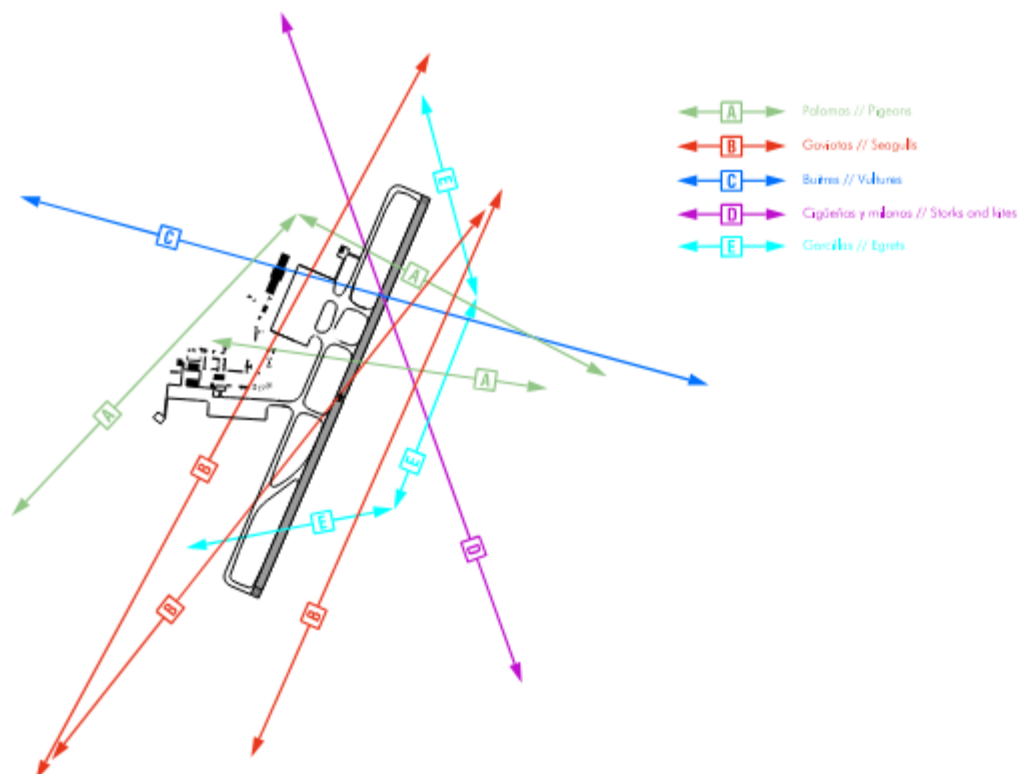 A Palomas // Pigeons
B Gaviotas // Seagulls
C Buitres // Vultures
D Cigüeñas y milanos // Storks and kites
E Garcillas // Egrets
E
C
A
A
A
B
E
E
D
B
B